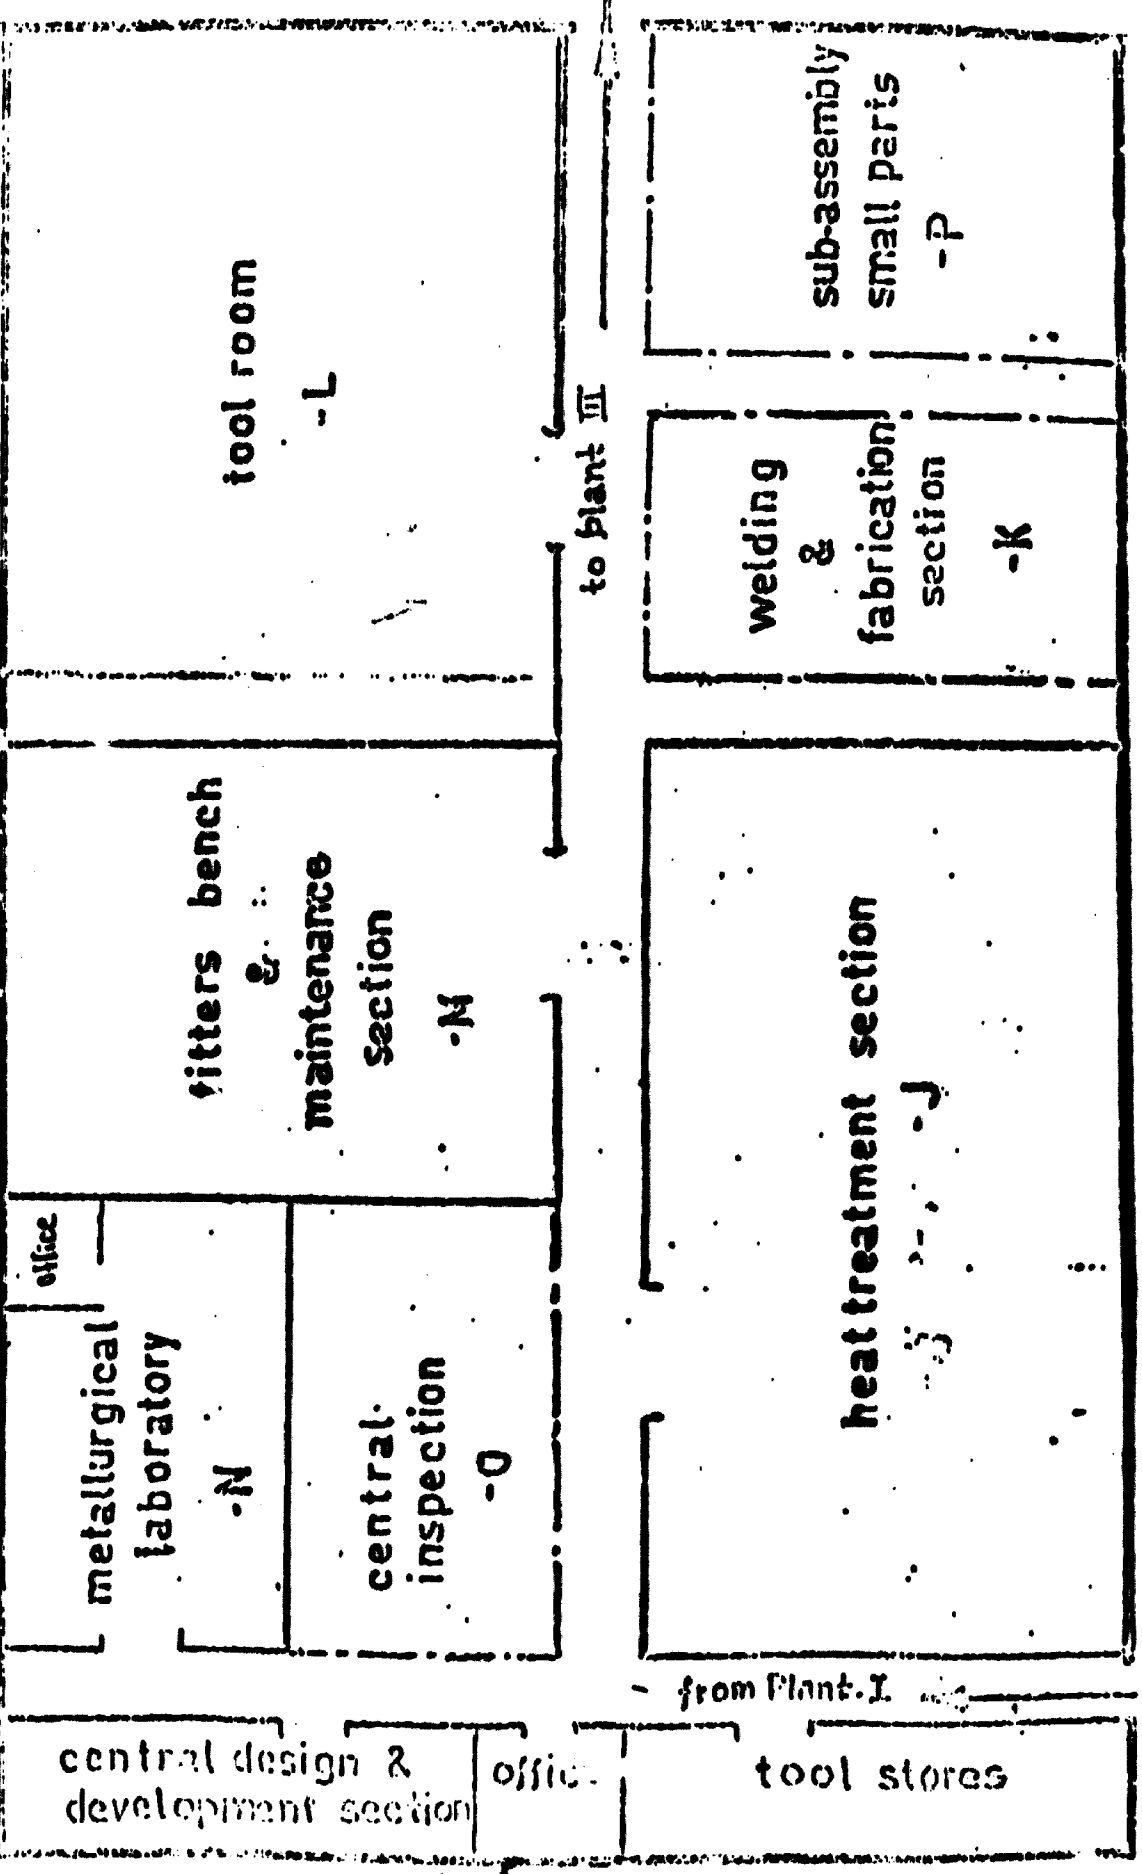 tool room
-L
sub-assembly
small parts
-P
to plant III
welding
&
fabrication
section
-K
fitters bench
&
maintenance
section
-M
heat treatment section
-J
office
metallurgical
laboratory
-N
central
inspection
-O
from Plant.I
central design &
development section
tool stores